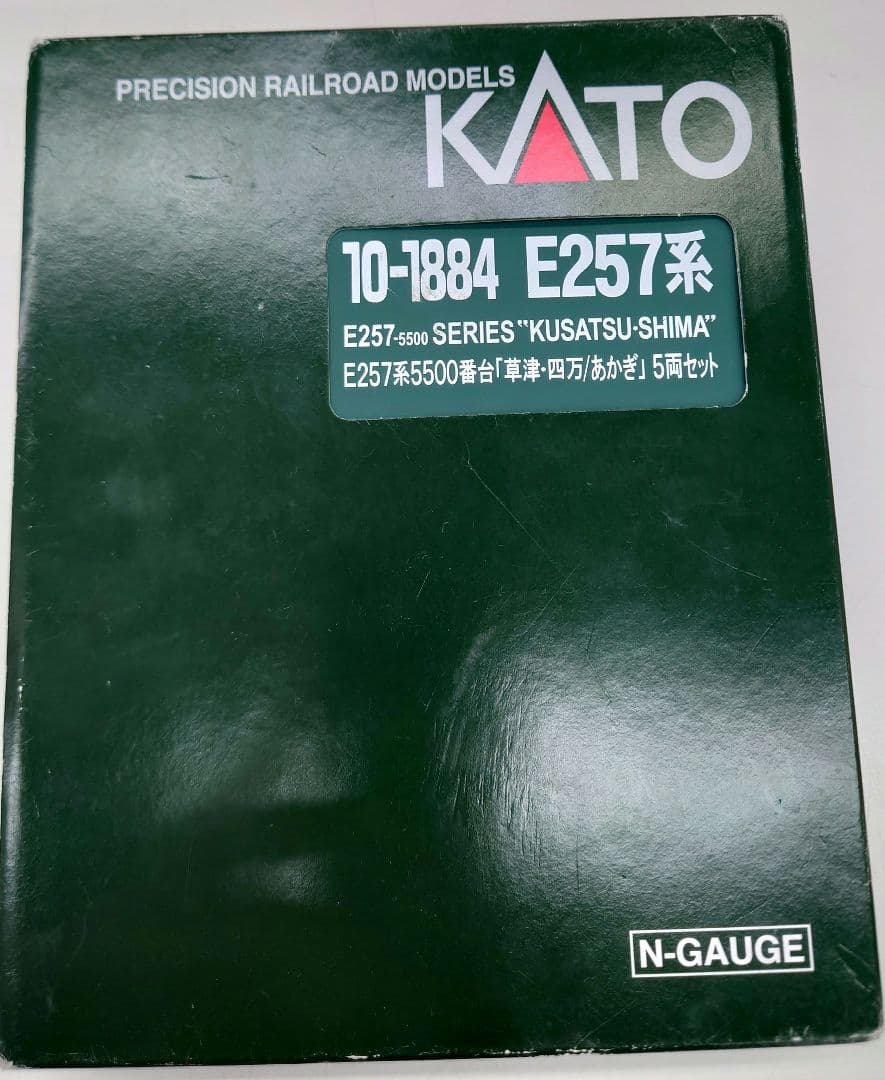 PRECISION RAILROAD MODELS
KATO
10-1884 E257系
E257-5500 SERIES "KUSATSU·SHIMA"
E257系5500番台「草津・四万/あかぎ」5両セット
N-GAUGE